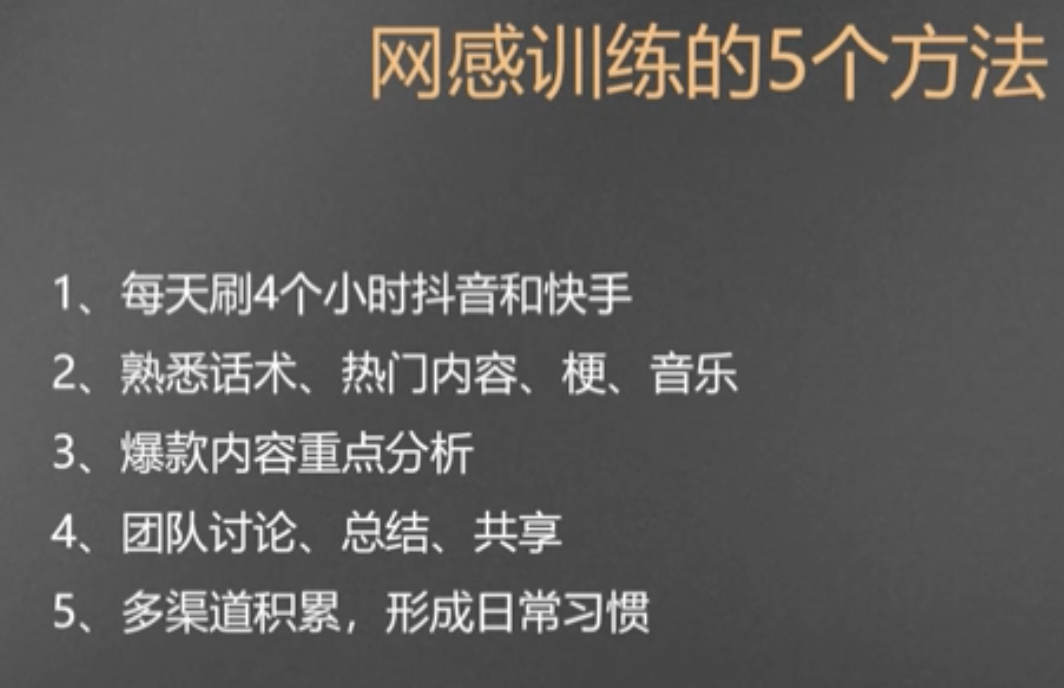 网感训练的5个方法
1、每天刷4个小时抖音和快手
2、熟悉话术、热门内容、梗、音乐
3、爆款内容重点分析
4、团队讨论、总结、共享
5、多渠道积累，形成日常习惯